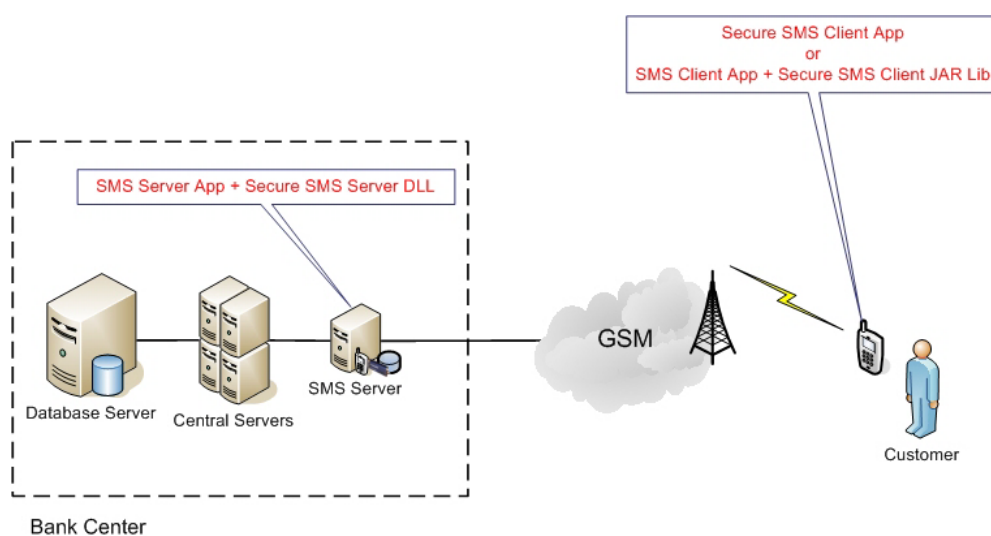 Secure SMS Client App
or
SMS Client App + Secure SMS Client JAR Lib
SMS Server App + Secure SMS Server DLL
GSM
SMS Server
Database Server
Central Servers
Customer
Bank Center